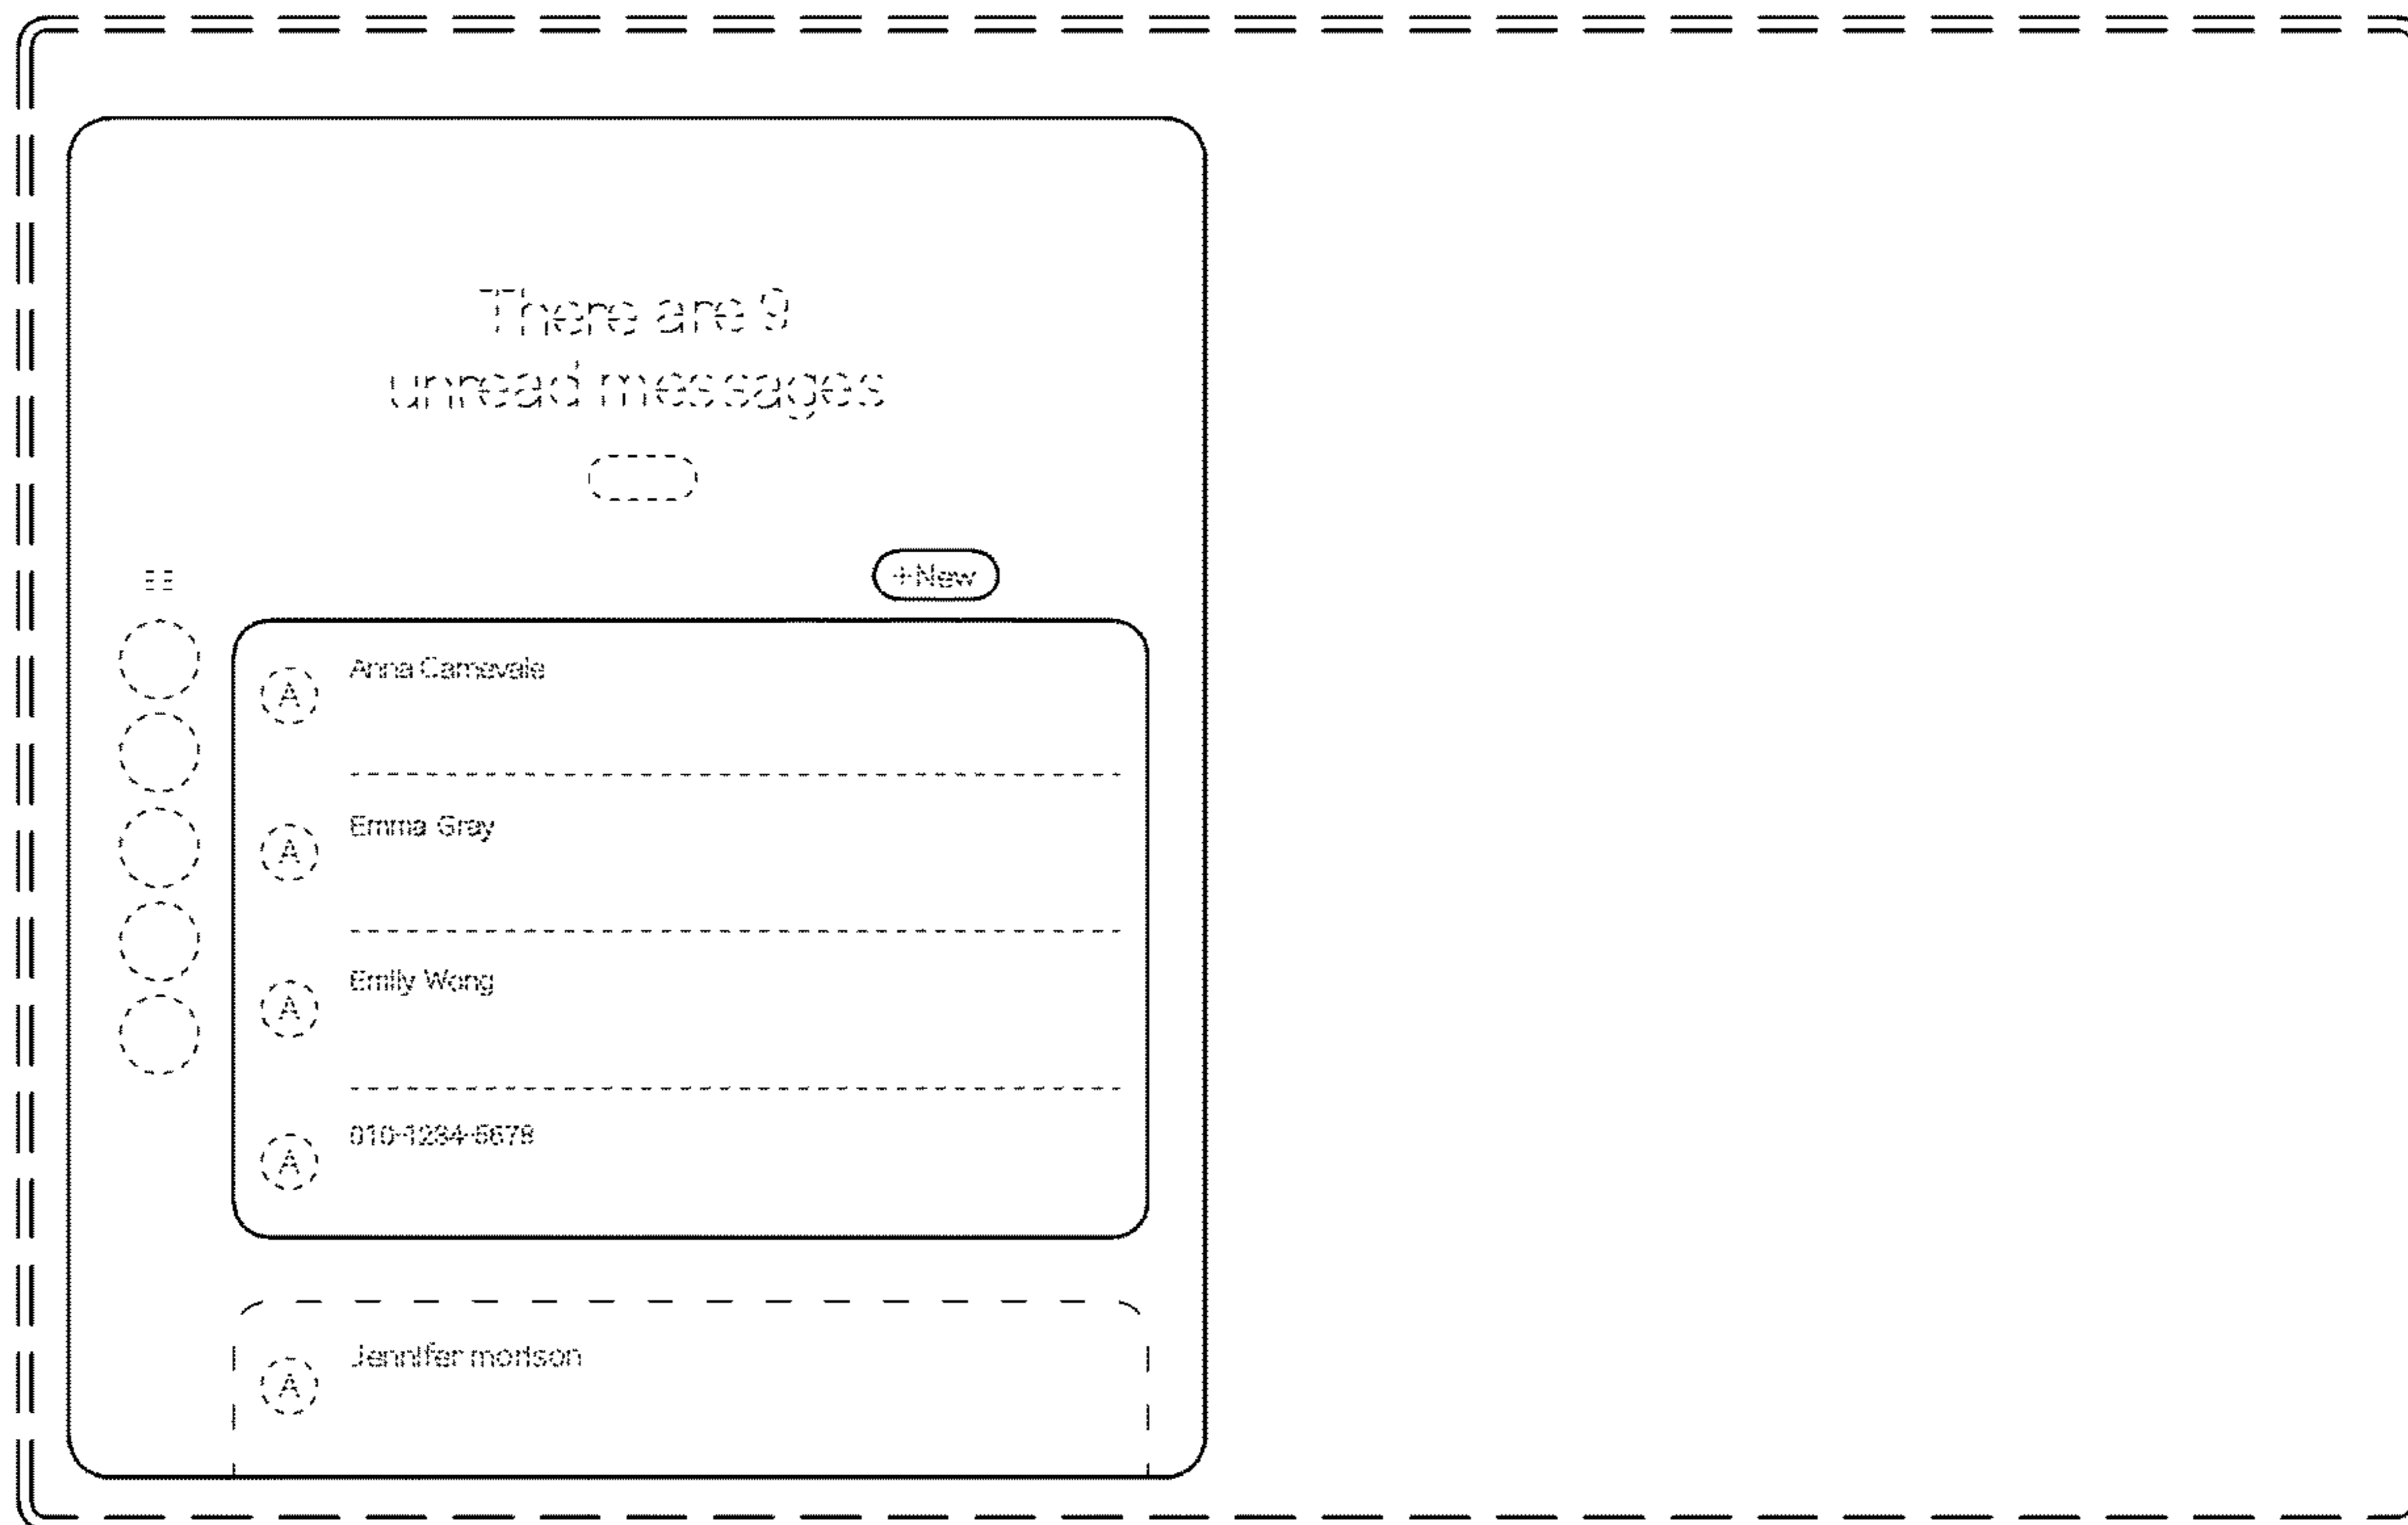 There are 9
unread messages
+New
A
Anna Carnevale
A
Emma Gray
A
Emily Wong
A
010-1234-5678
A
Jennifer morison